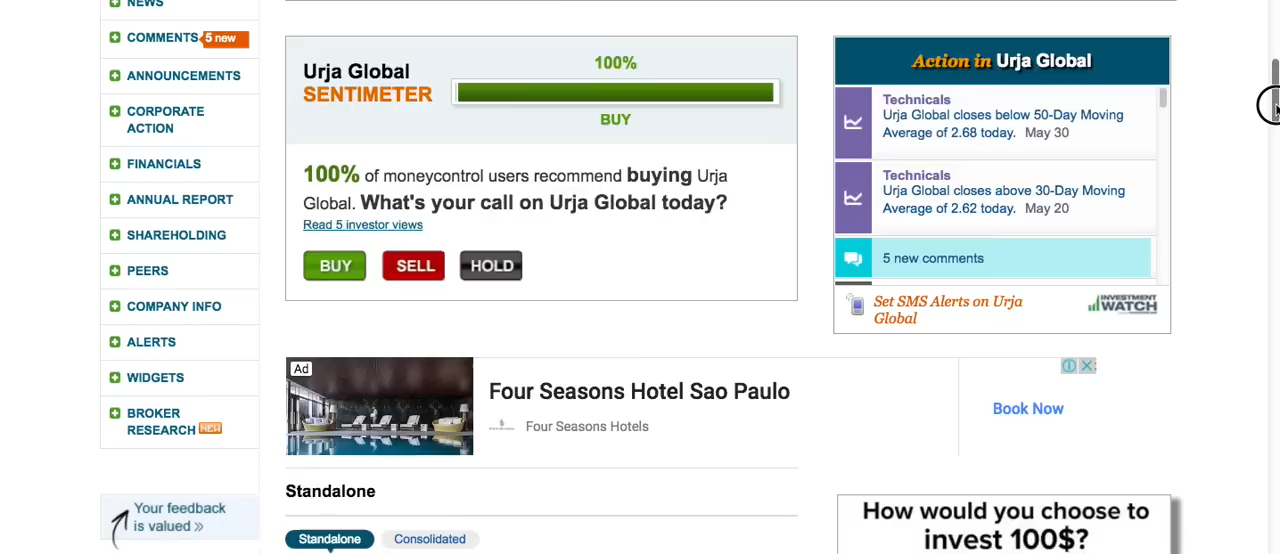 NEWS
COMMENTS 5 new
ANNOUNCEMENTS
CORPORATE
ACTION
FINANCIALS
ANNUAL REPORT
SHAREHOLDING
PEERS
COMPANY INFO
ALERTS
WIDGETS
BROKER
RESEARCH NEW
Your feedback
is valued »
Urja Global
SENTIMETER
100%
BUY
100% of moneycontrol users recommend buying Urja
Global. What's your call on Urja Global today?
Read 5 investor views
BUY SELL HOLD
Action in Urja Global
Technicals
Urja Global closes below 50-Day Moving
Average of 2.68 today. May 30
Technicals
Urja Global closes above 30-Day Moving
Average of 2.62 today. May 20
5 new comments
Set SMS Alerts on Urja
Global
INVESTMENT
WATCH
Ad
Four Seasons Hotel Sao Paulo
Four Seasons Hotels
Book Now
Standalone
Standalone Consolidated
How would you choose to
invest 100$?